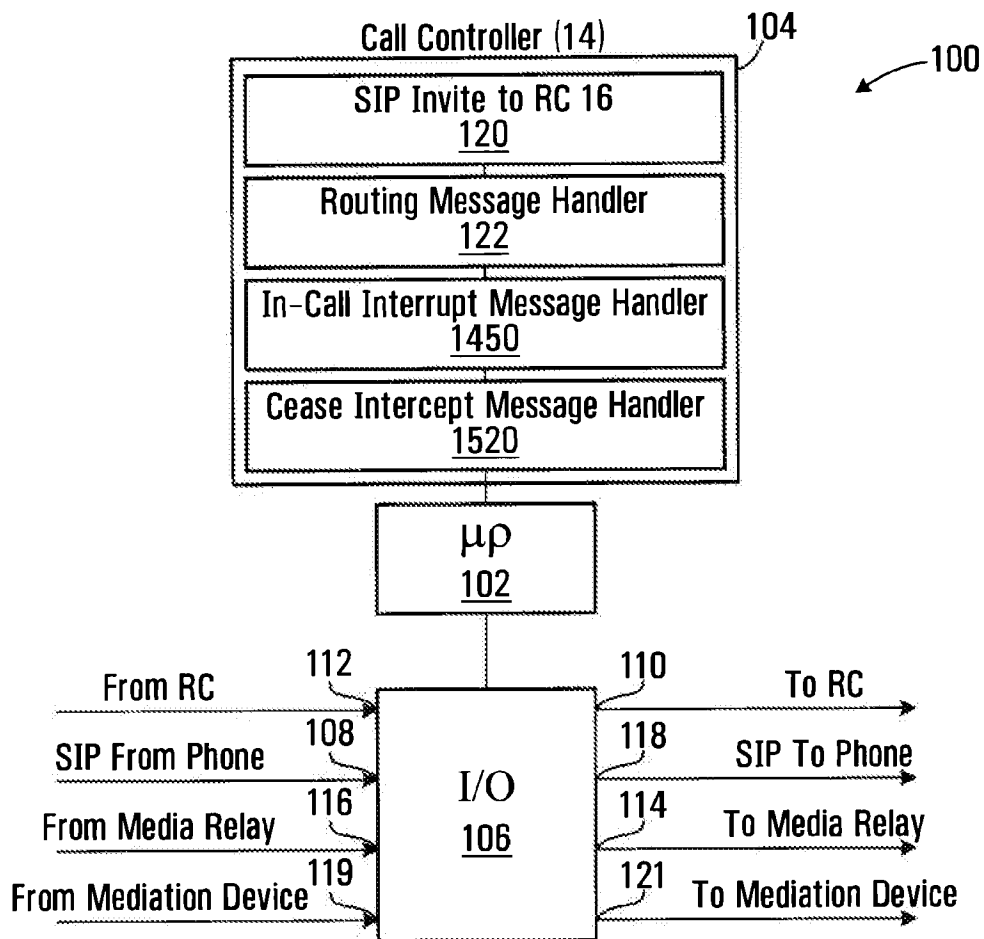 Call Controller (14)
104
100
SIP Invite to RC 16
120
Routing Message Handler
122
In-Call Interrupt Message Handler
1450
Cease Intercept Message Handler
1520
μρ
102
From RC
112
110
To RC
SIP From Phone
108
118
SIP To Phone
I/O
106
From Media Relay
116
114
To Media Relay
From Mediation Device
119
121
To Mediation Device